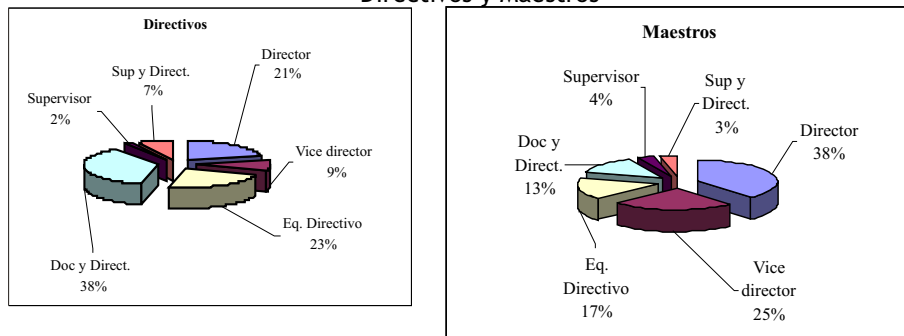 Directivos y Maestros
Directivos
Director
21%
Vice director
9%
Eq. Directivo
23%
Doc y Direct.
38%
Supervisor
2%
Sup y Direct.
7%
Maestros
Director
38%
Vice
director
25%
Eq.
Directivo
17%
Doc y
Direct.
13%
Supervisor
4%
Sup y
Direct.
3%